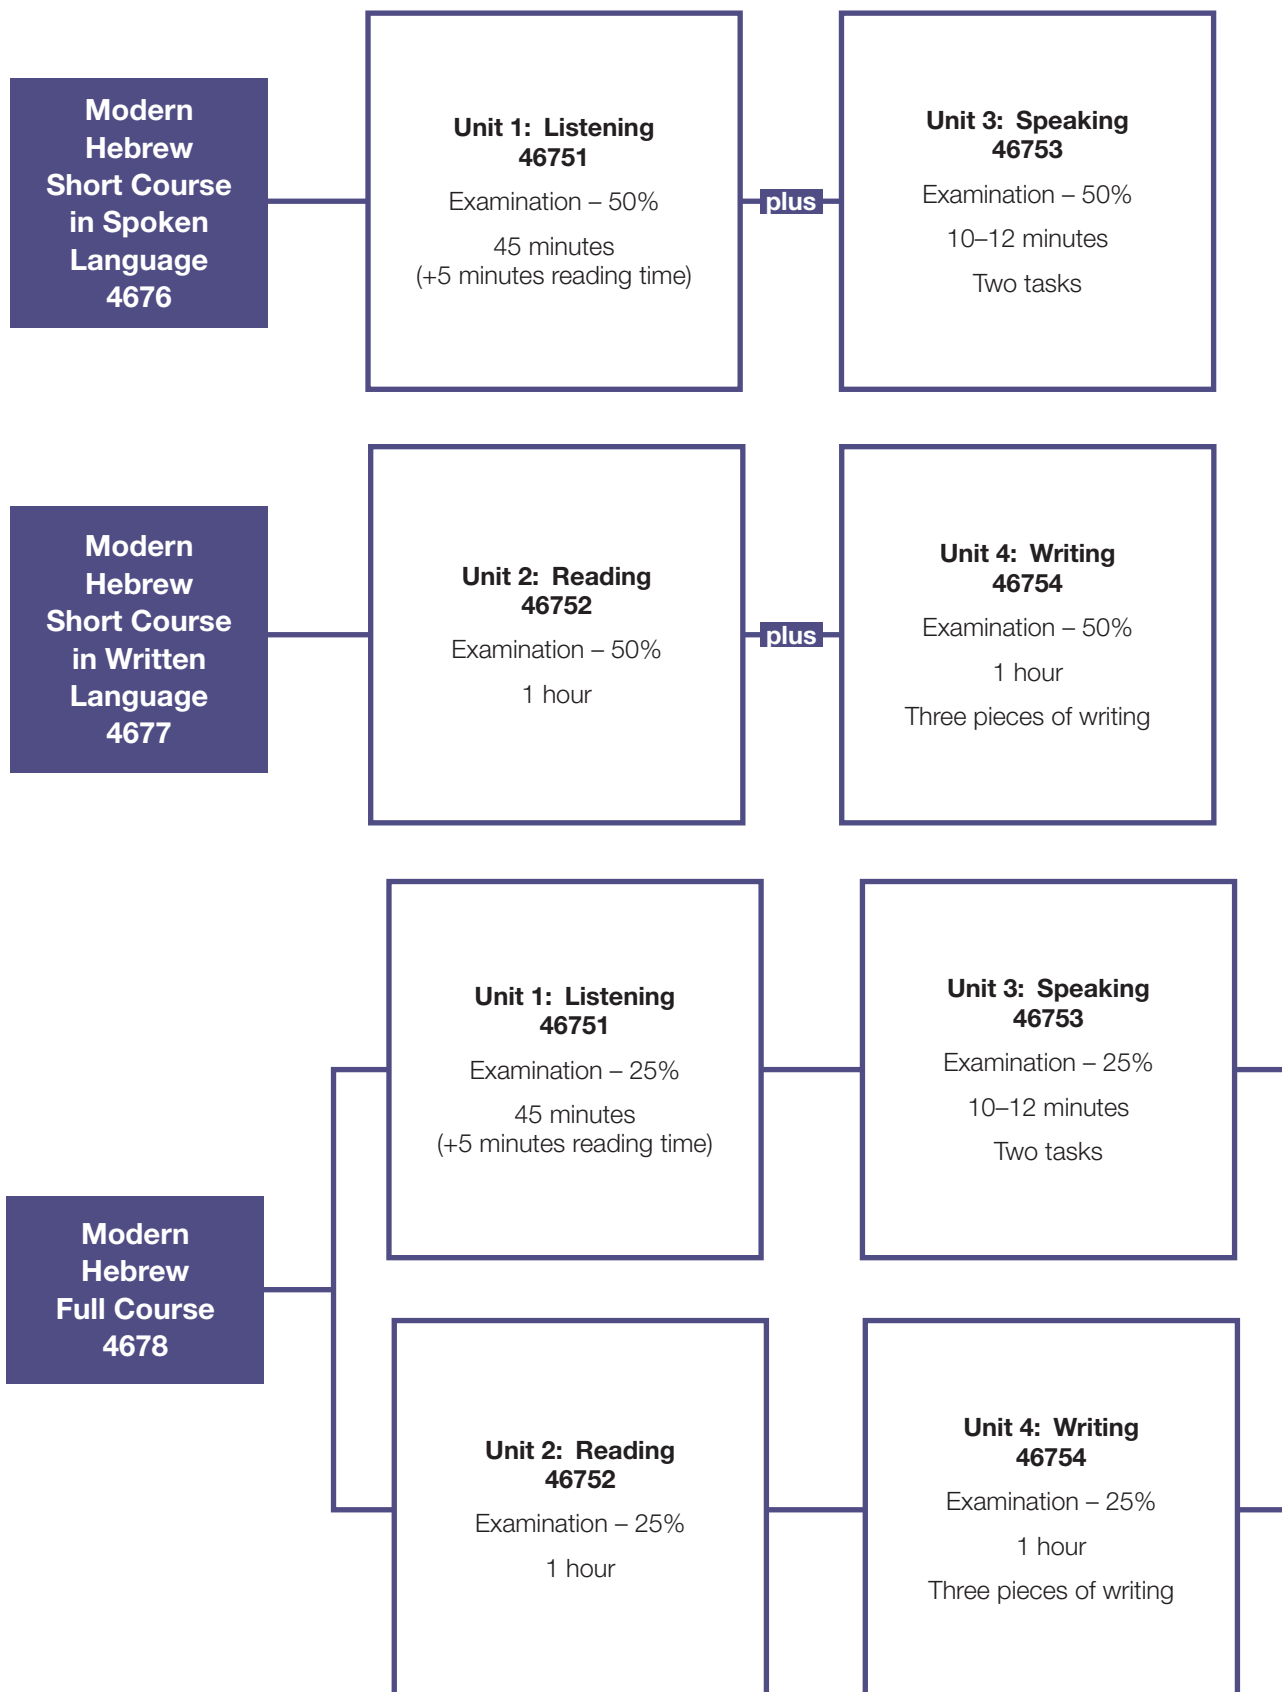 Modern
Hebrew
Short Course
in Spoken
Language
4676
Unit 1: Listening
46751
Examination – 50%
45 minutes
(+5 minutes reading time)
plus
Unit 3: Speaking
46753
Examination – 50%
10–12 minutes
Two tasks
Modern
Hebrew
Short Course
in Written
Language
4677
Unit 2: Reading
46752
Examination – 50%
1 hour
plus
Unit 4: Writing
46754
Examination – 50%
1 hour
Three pieces of writing
Modern
Hebrew
Full Course
4678
Unit 1: Listening
46751
Examination – 25%
45 minutes
(+5 minutes reading time)
Unit 3: Speaking
46753
Examination – 25%
10–12 minutes
Two tasks
Unit 2: Reading
46752
Examination – 25%
1 hour
Unit 4: Writing
46754
Examination – 25%
1 hour
Three pieces of writing